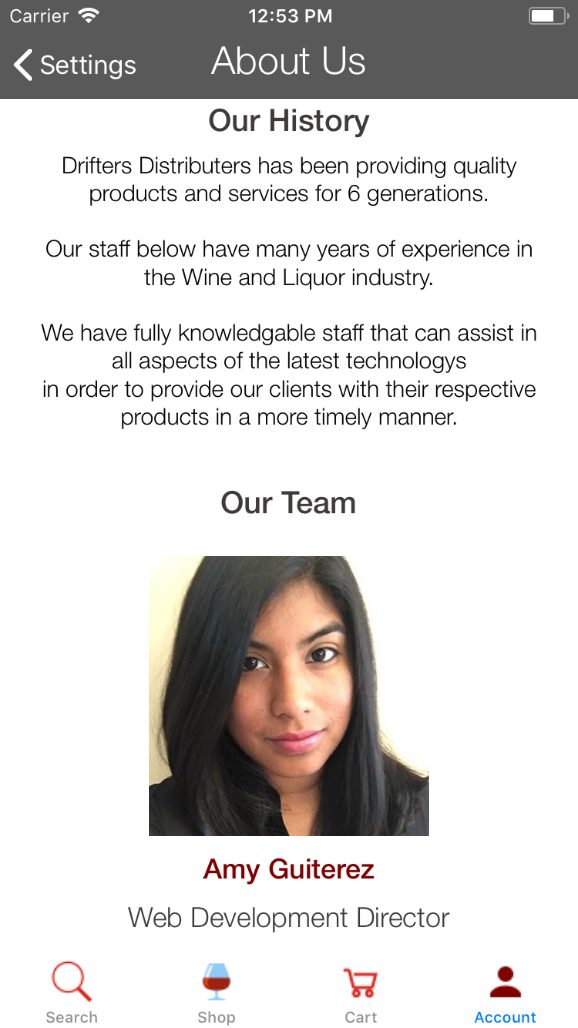 Carrier 12:53 PM
Settings About Us
Our History
Drifters Distributers has been providing quality
products and services for 6 generations.
Our staff below have many years of experience in
the Wine and Liquor industry.
We have fully knowledgable staff that can assist in
all aspects of the latest technologys
in order to provide our clients with their respective
products in a more timely manner.
Our Team
Amy Guiterez
Web Development Director
Search Shop Cart Account